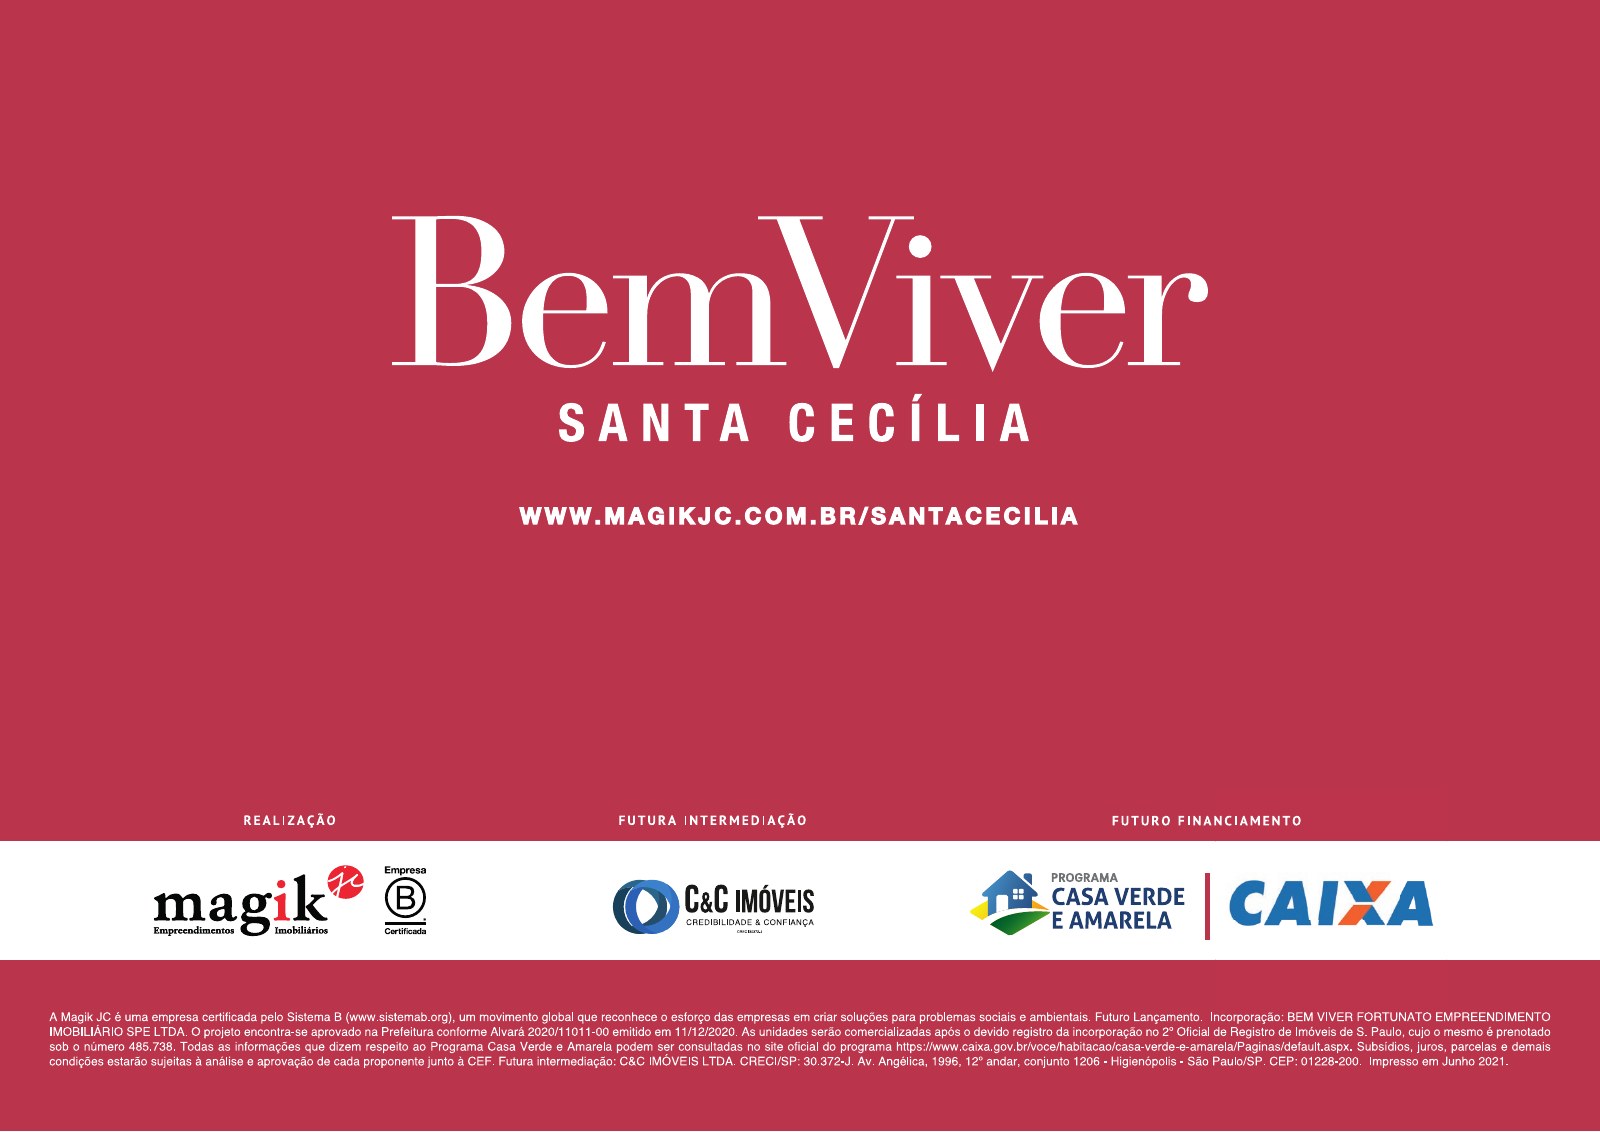 BemViver
SANTA CECÍLIA
WWW.MAGIKJC.COM.BR/SANTACECILIA
REALIZAÇÃO
FUTURA INTERMEDIAÇÃO
FUTURO FINANCIAMENTO
magik jc
Empreendimentos Imobiliários
Empresa
B
Certificada
C&C IMÓVEIS
CREDIBILIDADE & CONFIANÇA
PROGRAMA
CASA VERDE
E AMARELA
CAIXA
A Magik JC é uma empresa certificada pelo Sistema B (www.sistemab.org), um movimento global que reconhece o esforço das empresas em criar soluções para problemas sociais e ambientais. Futuro Lançamento. Incorporação: BEM VIVER FORTUNATO EMPREENDIMENTO
IMOBILIÁRIO SPE LTDA. O projeto encontra-se aprovado na Prefeitura conforme Alvará 2020/11011-00 emitido em 11/12/2020. As unidades serão comercializadas após o devido registro da incorporação no 2º Oficial de Registro de Imóveis de S. Paulo, cujo o mesmo é prenotado
sob o número 485.738. Todas as informações que dizem respeito ao Programa Casa Verde e Amarela podem ser consultadas no site oficial do programa https://www.caixa.gov.br/voce/habitacao/casa-verde-e-amarela/Paginas/default.aspx. Subsídios, juros, parcelas e demais
condições estarão sujeitas à análise e aprovação de cada proponente junto à CEF. Futura intermediação: C&C IMÓVEIS LTDA. CRECI/SP: 30.372-J. Av. Angélica, 1996, 12º andar, conjunto 1206 - Higienópolis - São Paulo/SP. CEP: 01228-200. Impresso em Junho 2021.